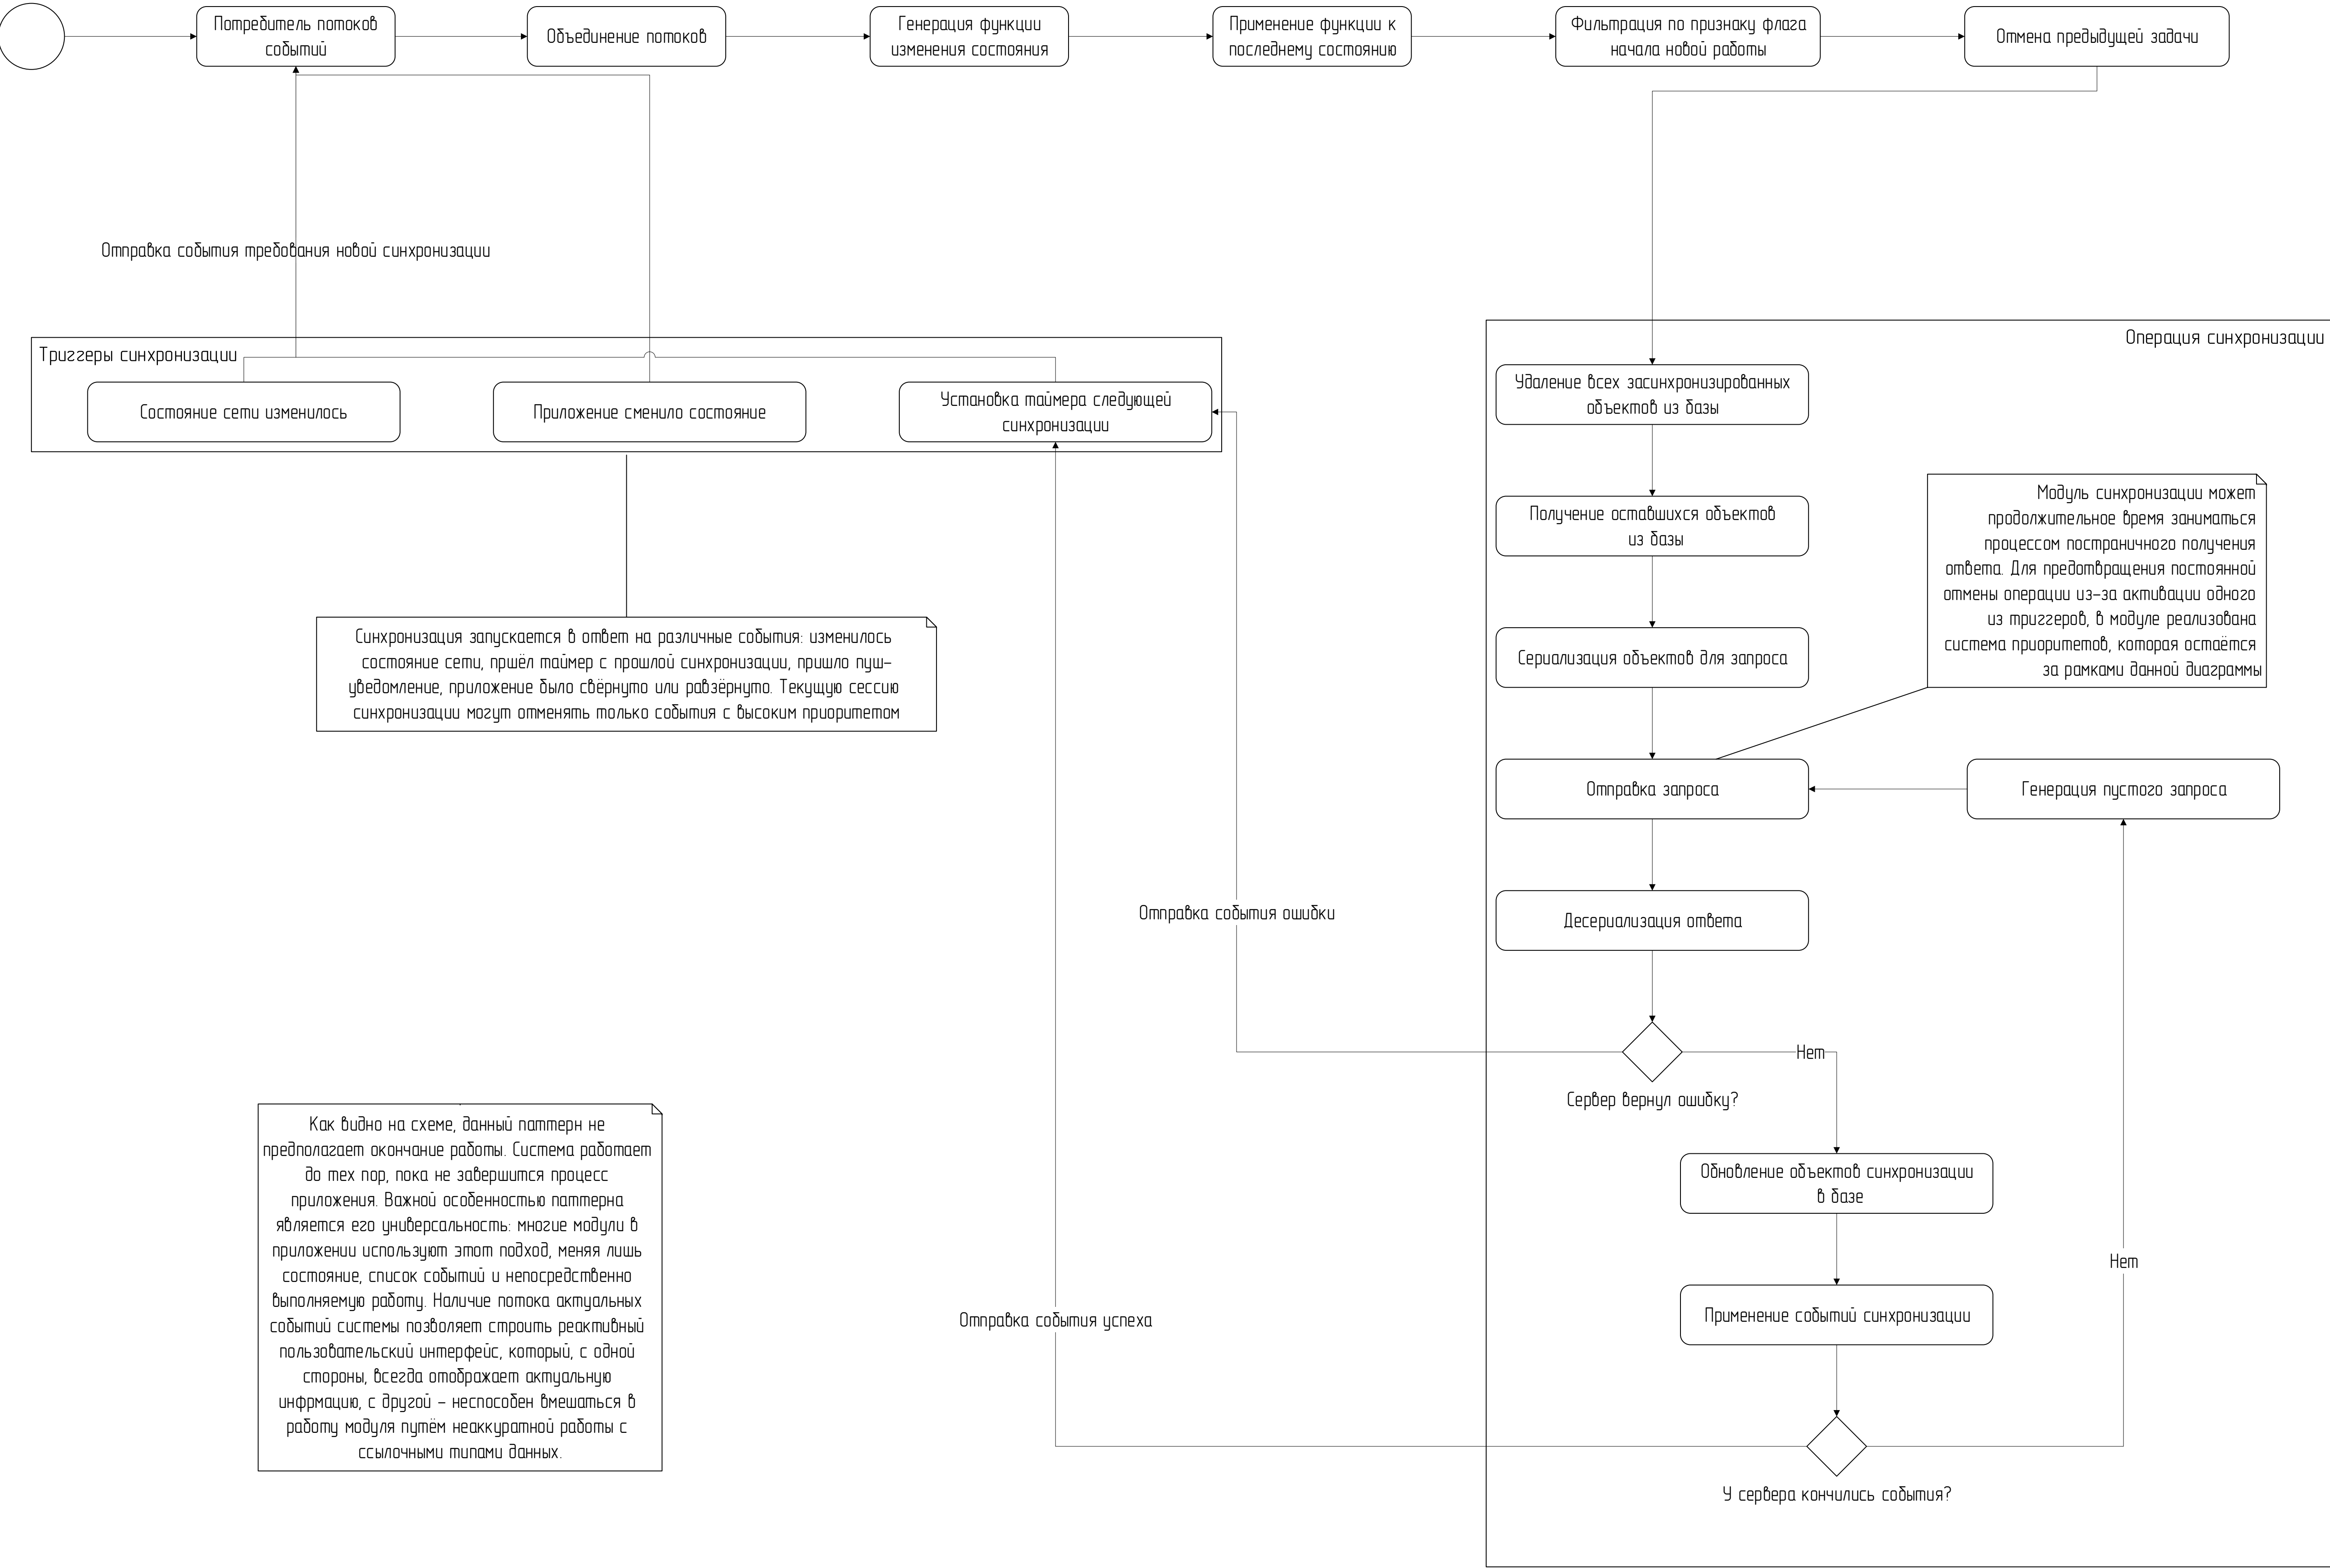 Потребитель потоков
событий
Объединение потоков
Генерация функции
изменения состояния
Применение функции к
последнему состоянию
Фильтрация по признаку флага
начала новой работы
Отмена предыдущей задачи
Отправка события требования новой синхронизации
Триггеры синхронизации
Состояние сети изменилось
Приложение сменило состояние
Установка таймера следующей
синхронизации
Синхронизация запускается в ответ на различные события: изменилось
состояние сети, пршёл таймер с прошлой синхронизации, пришло пуш-
уведомление, приложение было свёрнуто или равзёрнуто. Текущую сессию
синхронизации могут отменять только события с высоким приоритетом
Операция синхронизации
Удаление всех засинхронизированных
объектов из базы
Получение оставшихся объектов
из базы
Сериализация объектов для запроса
Модуль синхронизации может
продолжительное время заниматься
процессом постраничного получения
ответа. Для предотвращения постоянной
отмены операции из-за активации одного
из триггеров, в модуле реализована
система приоритетов, которая остаётся
за рамками данной диаграммы
Отправка запроса
Генерация пустого запроса
Десериализация ответа
Отправка события ошибки
Нет
Сервер вернул ошибку?
Обновление объектов синхронизации
в базе
Применение событий синхронизации
Нет
Отправка события успеха
У сервера кончились события?
Как видно на схеме, данный паттерн не
предполагает окончание работы. Система работает
до тех пор, пока не завершится процесс
приложения. Важной особенностью паттерна
является его универсальность: многие модули в
приложении используют этот подход, меняя лишь
состояние, список событий и непосредственно
выполняемую работу. Наличие потока актуальных
событий системы позволяет строить реактивный
пользовательский интерфейс, который, с одной
стороны, всегда отображает актуальную
инфрмацию, с другой – неспособен вмешаться в
работу модуля путём неаккуратной работы с
ссылочными типами данных.